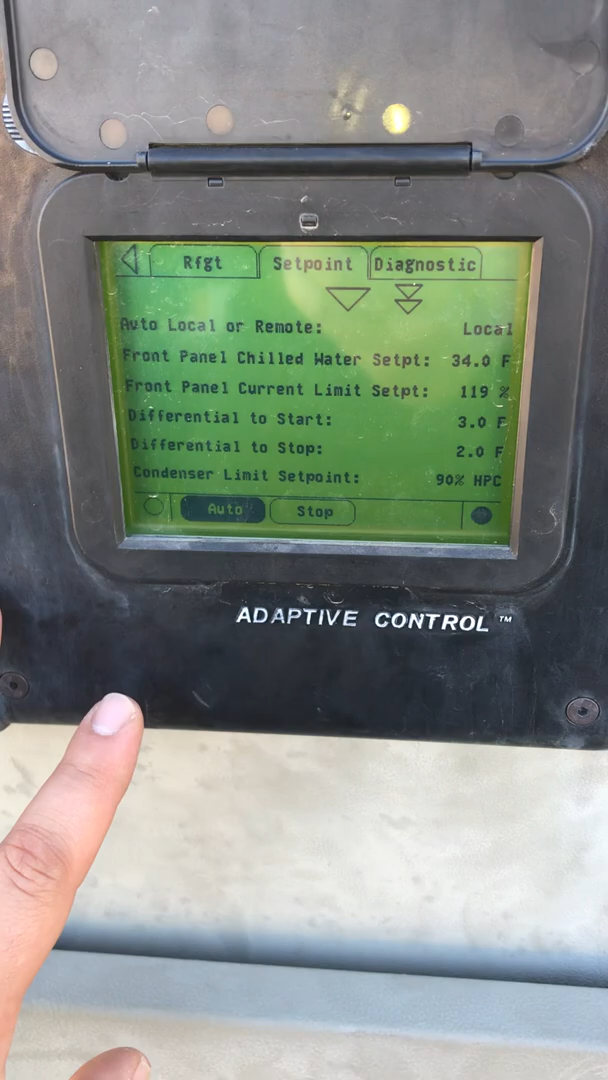 Rfgt Setpoint Diagnostic
Auto Local or Remote: Local
Front Panel Chilled Water Setpt: 34.0 F
Front Panel Current Limit Setpt: 119 %
Differential to Start: 3.0 F
Differential to Stop: 2.0 F
Condenser Limit Setpoint: 90% HPC
Auto Stop
ADAPTIVE CONTROL™